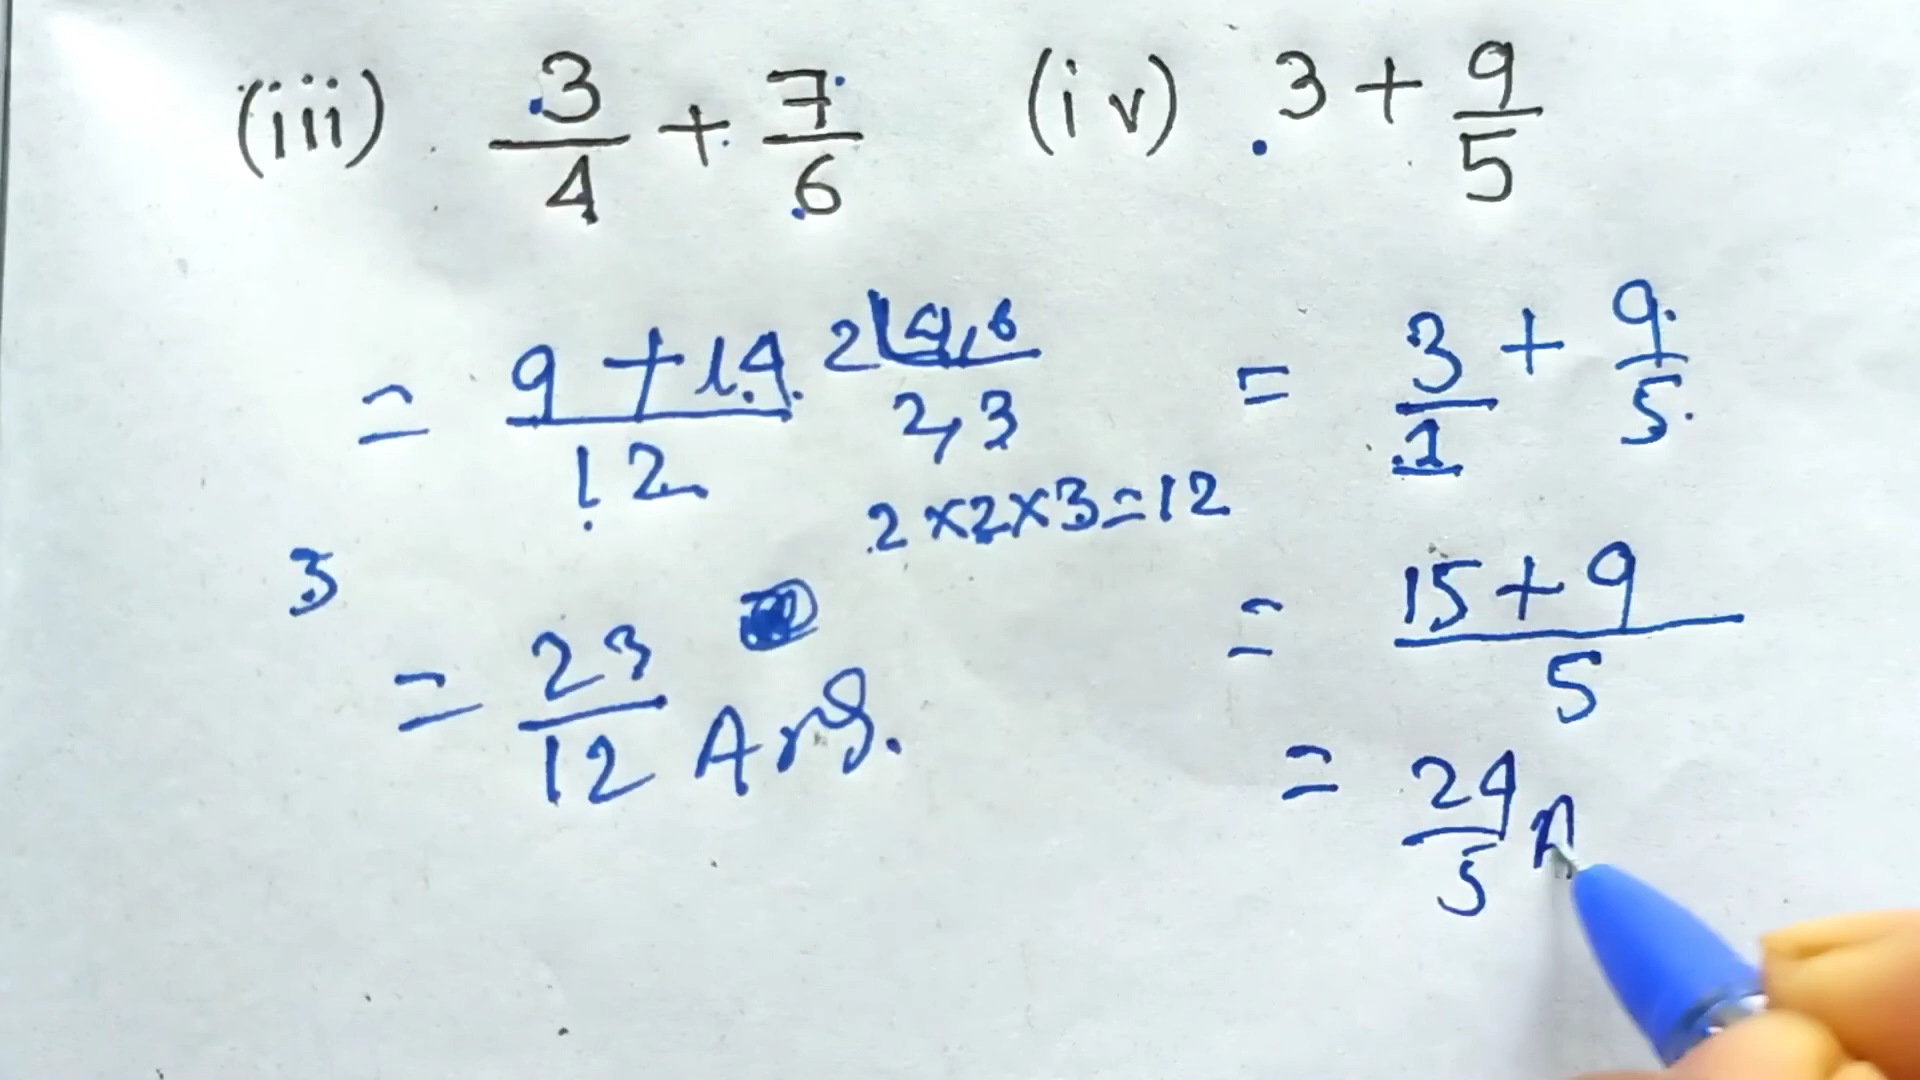 (iii) 3/4 + 7/6 (iv) 3 + 9/5
= 9 + 14 / 12
2 | 4, 6
2, 3
2 × 2 × 3 = 12
3
= 23/12 Ans.
= 3/1 + 9/5
= 15 + 9 / 5
= 24/5 A